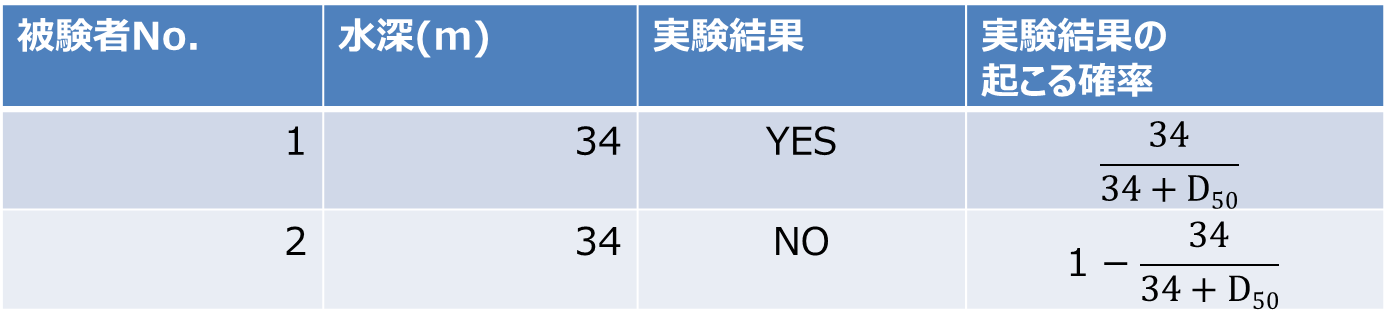 被験者No. 水深(m) 実験結果 実験結果の
起こる確率
1 34 YES 34
34 + D₅₀
2 34 NO 1 − 34
34 + D₅₀